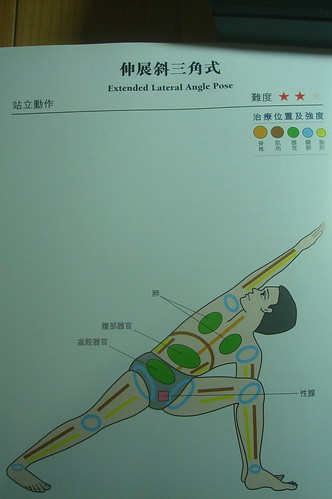 伸展斜三角式
Extended Lateral Angle Pose
站立動作
難度 ★★
治療位置及強度
脊椎
肌肉
器官
關節
腺
肺
腹部器官
盆腔器官
性腺